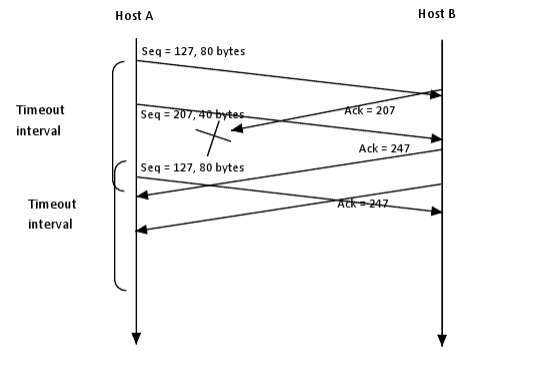 Host A
Host B
Seq = 127, 80 bytes
Timeout
interval
Seq = 207, 40 bytes
Ack = 207
Ack = 247
Seq = 127, 80 bytes
Timeout
interval
Ack = 247